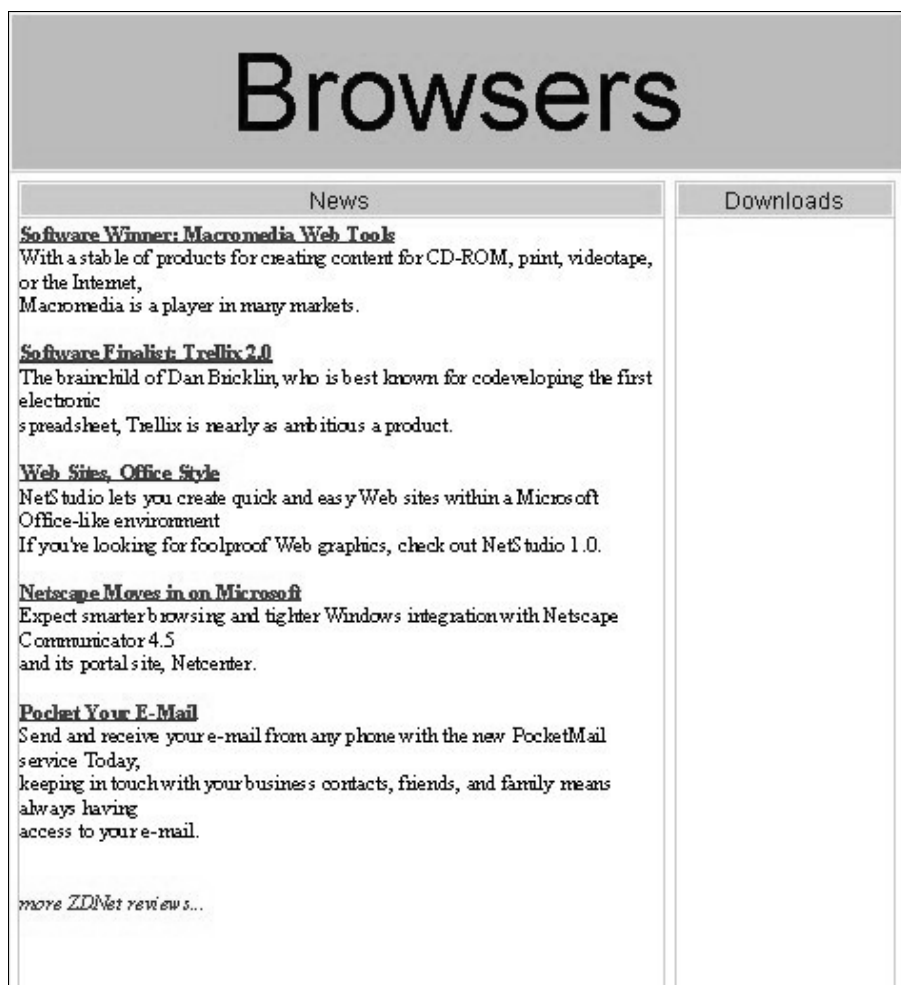 Browsers
News
Software Winner: Macromedia Web Tools
With a stable of products for creating content for CD-ROM, print, videotape,
or the Internet,
Macromedia is a player in many markets.
Software Finalist: Trellix 2.0
The brainchild of Dan Bricklin, who is best known for codeveloping the first
electronic
spreadsheet, Trellix is nearly as ambitious a product.
Web Sites, Office Style
NetStudio lets you create quick and easy Web sites within a Microsoft
Office-like environment
If you're looking for foolproof Web graphics, check out NetStudio 1.0.
Netscape Moves in on Microsoft
Expect smarter browsing and tighter Windows integration with Netscape
Communicator 4.5
and its portal site, Netcenter.
Pocket Your E-Mail
Send and receive your e-mail from any phone with the new PocketMail
service Today,
keeping in touch with your business contacts, friends, and family means
always having
access to your e-mail.
more ZDNet reviews...
Downloads